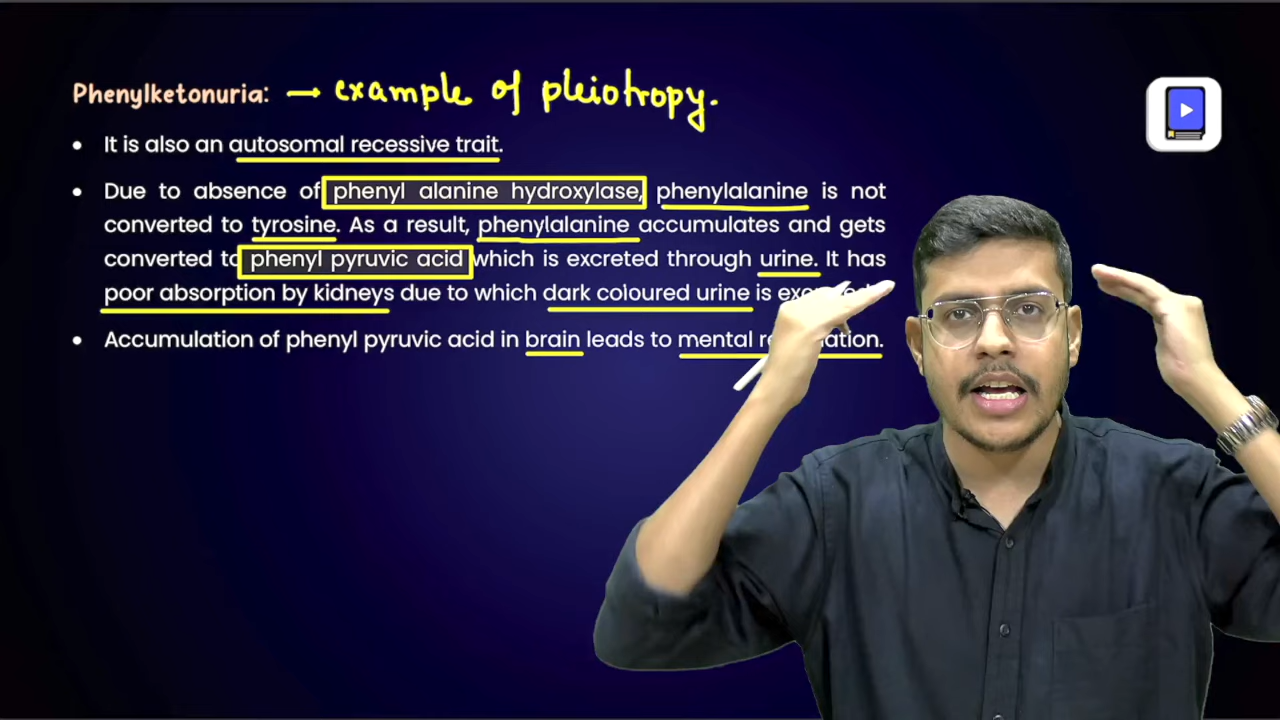 Phenylketonuria: → example of pleiotropy.
• It is also an autosomal recessive trait.
• Due to absence of phenyl alanine hydroxylase, phenylalanine is not
converted to tyrosine. As a result, phenylalanine accumulates and gets
converted to phenyl pyruvic acid which is excreted through urine. It has
poor absorption by kidneys due to which dark coloured urine is
• Accumulation of phenyl pyruvic acid in brain leads to mental